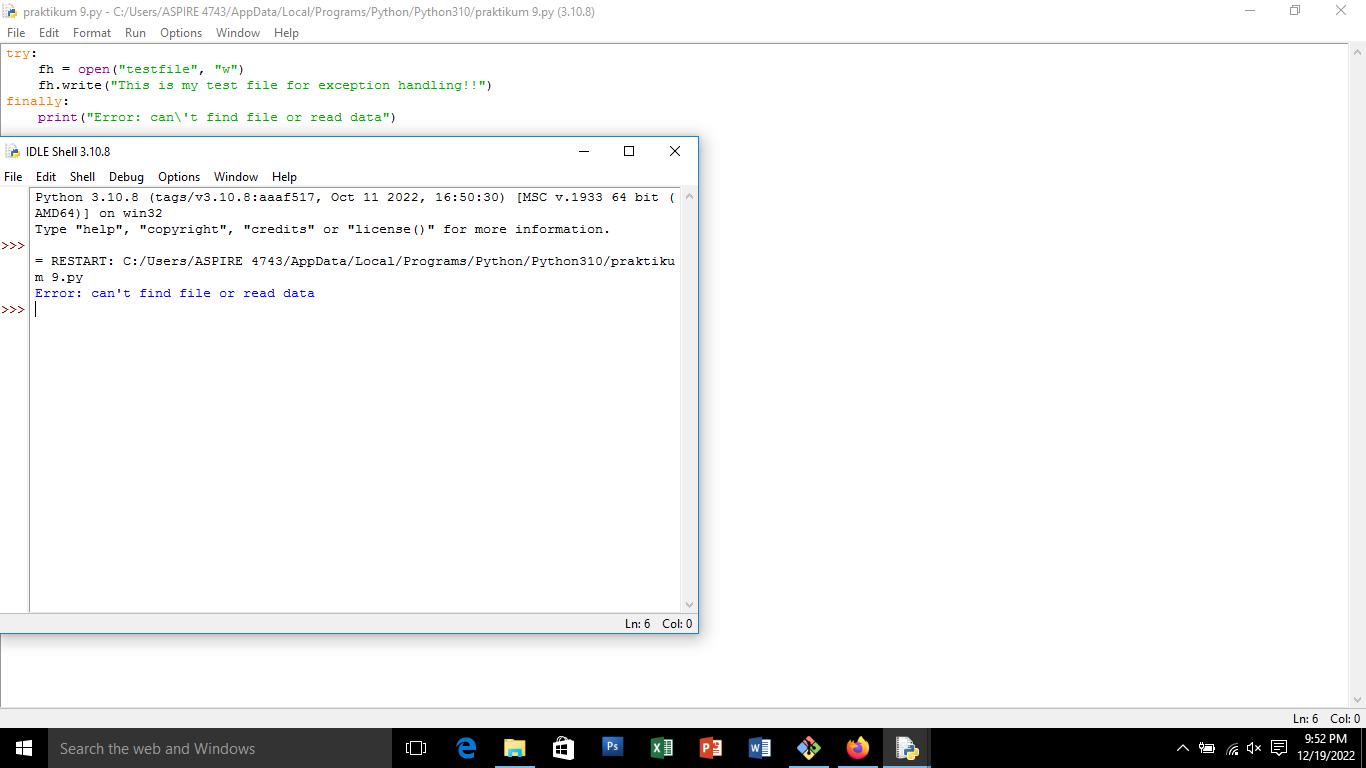 praktikum 9.py - C:/Users/ASPIRE 4743/AppData/Local/Programs/Python/Python310/praktikum 9.py (3.10.8)
File Edit Format Run Options Window Help
try:
    fh = open("testfile", "w")
    fh.write("This is my test file for exception handling!!")
finally:
    print("Error: can\'t find file or read data")
IDLE Shell 3.10.8
File Edit Shell Debug Options Window Help
Python 3.10.8 (tags/v3.10.8:aaaf517, Oct 11 2022, 16:50:30) [MSC v.1933 64 bit (
AMD64)] on win32
Type "help", "copyright", "credits" or "license()" for more information.
>>>
= RESTART: C:/Users/ASPIRE 4743/AppData/Local/Programs/Python/Python310/praktiku
m 9.py
Error: can't find file or read data
>>>
Ln: 6 Col: 0
Ln: 6 Col: 0
Search the web and Windows
Ps
9:52 PM
12/19/2022